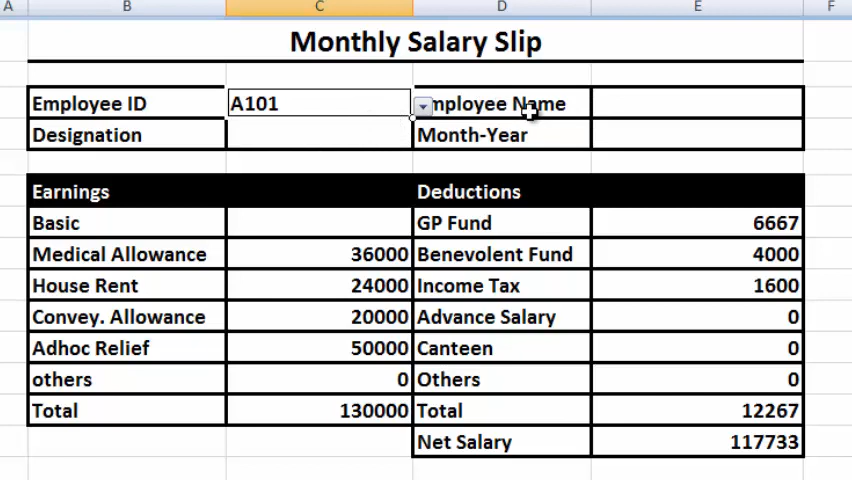 A B C D E F
Monthly Salary Slip
Employee ID A101 Employee Name
Designation Month-Year
Earnings Deductions
Basic GP Fund 6667
Medical Allowance 36000 Benevolent Fund 4000
House Rent 24000 Income Tax 1600
Convey. Allowance 20000 Advance Salary 0
Adhoc Relief 50000 Canteen 0
others 0 Others 0
Total 130000 Total 12267
Net Salary 117733